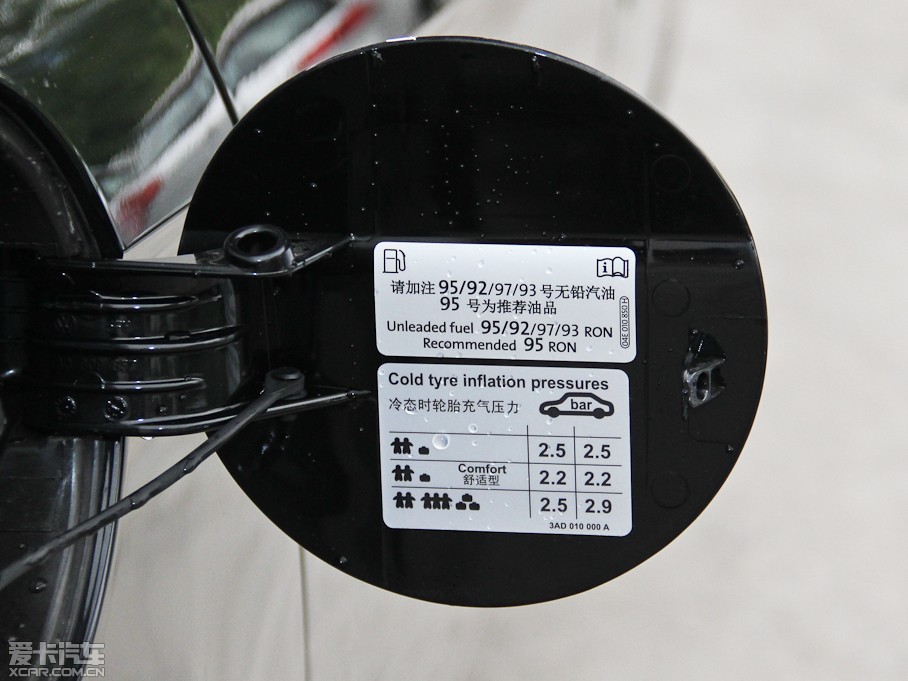 请加注 95/92/97/93 号无铅汽油
95 号为推荐油品
Unleaded fuel 95/92/97/93 RON
Recommended 95 RON
04E 010 850 H
Cold tyre inflation pressures
冷态时轮胎充气压力
bar
2.5 2.5
Comfort
舒适型
2.2 2.2
2.5 2.9
3AD 010 000 A
爱卡汽车
XCAR.COM.CN